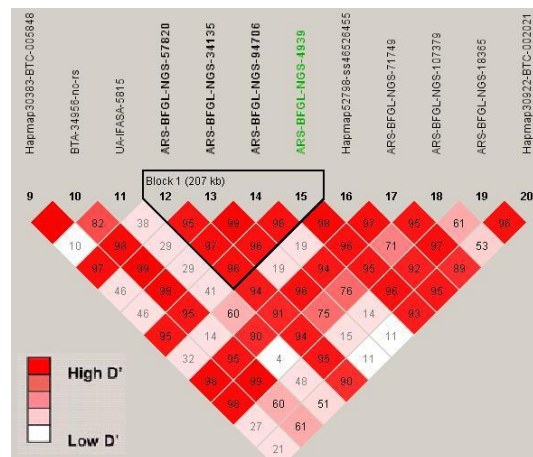 Hapmap30383-BTC-005848
BTA-34956-no-rs
UA-IFASA-5815
ARS-BFGL-NGS-57820
ARS-BFGL-NGS-34135
ARS-BFGL-NGS-94706
ARS-BFGL-NGS-4939
Hapmap52798-ss46526455
ARS-BFGL-NGS-71749
ARS-BFGL-NGS-107379
ARS-BFGL-NGS-18365
Hapmap30922-BTC-002021
Block 1 (207 kb)
9 10 11 12 13 14 15 16 17 18 19 20
82 38 95 99 98 98 97 95 61 96
10 98 29 97 96 19 96 71 97 53
97 99 29 96 19 94 95 92 89
46 98 41 94 96 76 96 95
46 95 60 91 75 14 93
95 14 90 94 15 11
32 95 4 95 11
98 99 48 90
98 60 51
27 61
21
High D'
Low D'